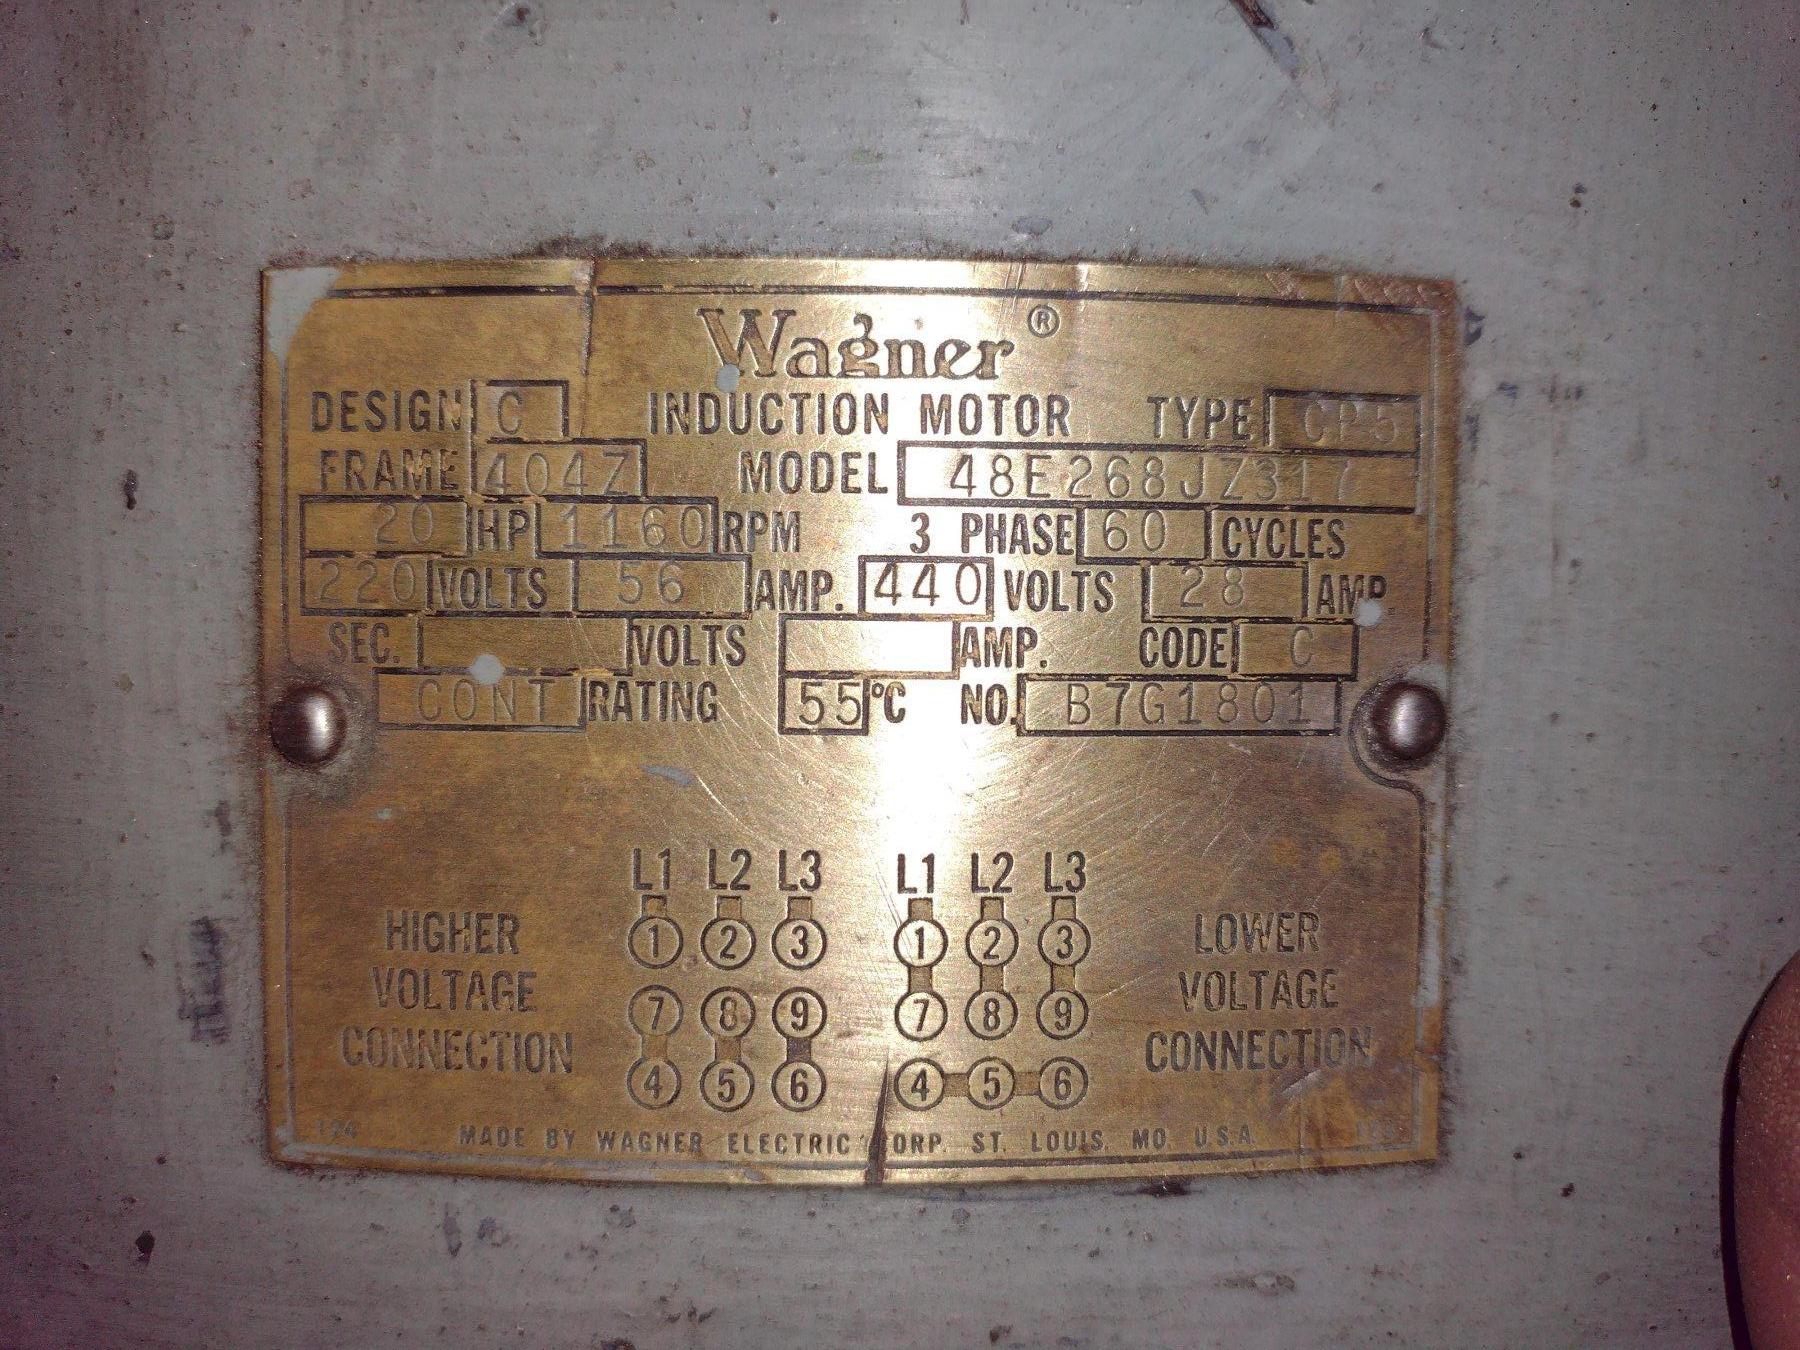 Wagner ®
DESIGN C INDUCTION MOTOR TYPE CP5
FRAME 404Z MODEL 48E268JZ317
20 HP 1160 RPM 3 PHASE 60 CYCLES
220 VOLTS 56 AMP. 440 VOLTS 28 AMP.
SEC. VOLTS AMP. CODE C
CONT RATING 55 °C NO. B7G1801
L1 L2 L3 L1 L2 L3
HIGHER 1 2 3 1 2 3 LOWER
VOLTAGE 7 8 9 7 8 9 VOLTAGE
CONNECTION 4 5 6 4 5 6 CONNECTION
MADE BY WAGNER ELECTRIC CORP. ST. LOUIS, MO. U.S.A.